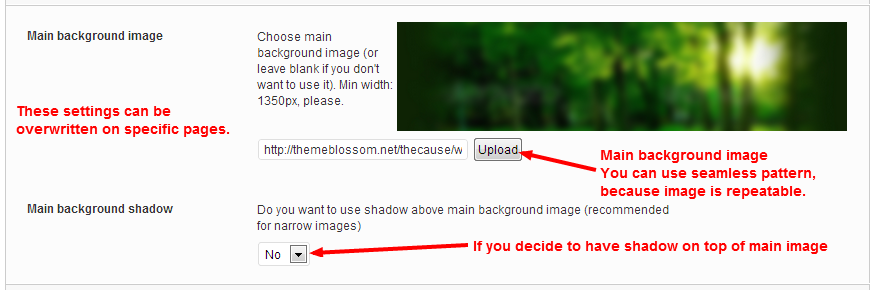 Main background image
Choose main
background image (or
leave blank if you don't
want to use it). Min width:
1350px, please.
These settings can be
overwritten on specific pages.
http://themeblossom.net/thecause/w
Upload
Main background image
You can use seamless pattern,
because image is repeatable.
Main background shadow
Do you want to use shadow above main background image (recommended
for narrow images)
No
If you decide to have shadow on top of main image